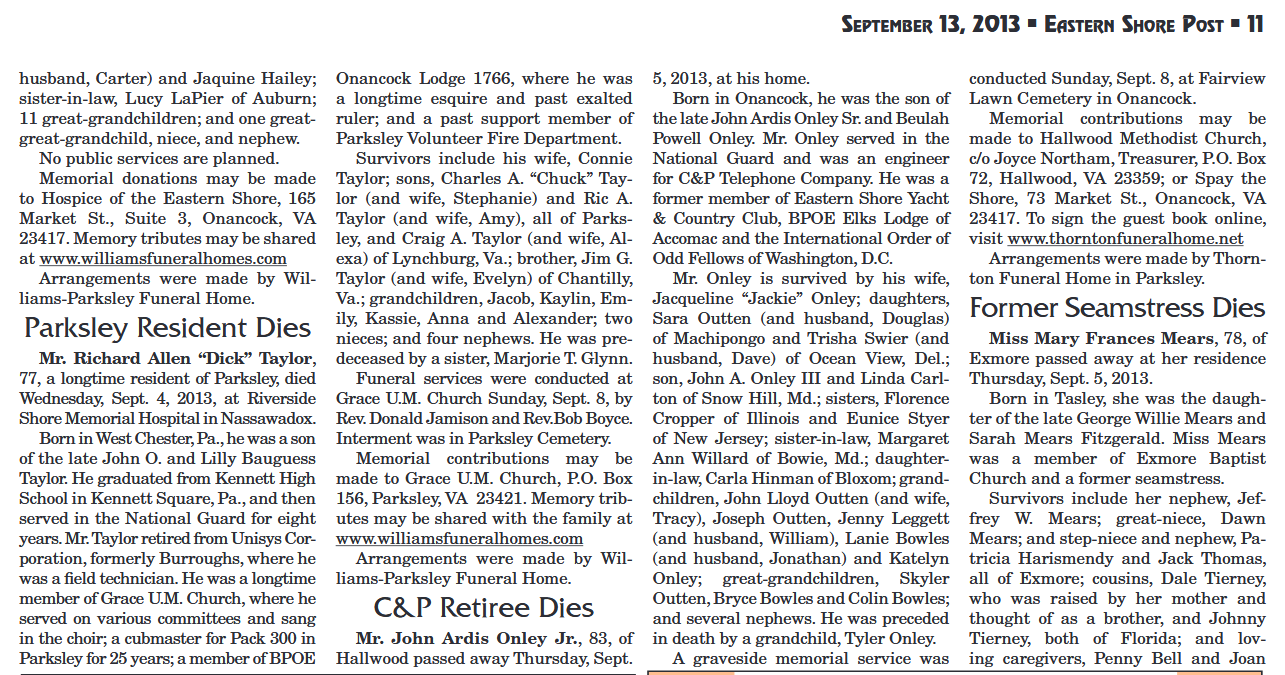 SEPTEMBER 13, 2013 ▪ EASTERN SHORE POST ▪ 11
husband, Carter) and Jaquine Hailey;
sister-in-law, Lucy LaPier of Auburn;
11 great-grandchildren; and one great-
great-grandchild, niece, and nephew.
No public services are planned.
Memorial donations may be made
to Hospice of the Eastern Shore, 165
Market St., Suite 3, Onancock, VA
23417. Memory tributes may be shared
at www.williamsfuneralhomes.com
Arrangements were made by Wil-
liams-Parksley Funeral Home.
Parksley Resident Dies
Mr. Richard Allen “Dick” Taylor,
77, a longtime resident of Parksley, died
Wednesday, Sept. 4, 2013, at Riverside
Shore Memorial Hospital in Nassawadox.
Born in West Chester, Pa., he was a son
of the late John O. and Lilly Bauguess
Taylor. He graduated from Kennett High
School in Kennett Square, Pa., and then
served in the National Guard for eight
years. Mr. Taylor retired from Unisys Cor-
poration, formerly Burroughs, where he
was a field technician. He was a longtime
member of Grace U.M. Church, where he
served on various committees and sang
in the choir; a cubmaster for Pack 300 in
Parksley for 25 years; a member of BPOE
Onancock Lodge 1766, where he was
a longtime esquire and past exalted
ruler; and a past support member of
Parksley Volunteer Fire Department.
Survivors include his wife, Connie
Taylor; sons, Charles A. “Chuck” Tay-
lor (and wife, Stephanie) and Ric A.
Taylor (and wife, Amy), all of Parks-
ley, and Craig A. Taylor (and wife, Al-
exa) of Lynchburg, Va.; brother, Jim G.
Taylor (and wife, Evelyn) of Chantilly,
Va.; grandchildren, Jacob, Kaylin, Em-
ily, Kassie, Anna and Alexander; two
nieces; and four nephews. He was pre-
deceased by a sister, Marjorie T. Glynn.
Funeral services were conducted at
Grace U.M. Church Sunday, Sept. 8, by
Rev. Donald Jamison and Rev.Bob Boyce.
Interment was in Parksley Cemetery.
Memorial contributions may be
made to Grace U.M. Church, P.O. Box
156, Parksley, VA 23421. Memory trib-
utes may be shared with the family at
www.williamsfuneralhomes.com
Arrangements were made by Wil-
liams-Parksley Funeral Home.
C&P Retiree Dies
Mr. John Ardis Onley Jr., 83, of
Hallwood passed away Thursday, Sept.
5, 2013, at his home.
Born in Onancock, he was the son of
the late John Ardis Onley Sr. and Beulah
Powell Onley. Mr. Onley served in the
National Guard and was an engineer
for C&P Telephone Company. He was a
former member of Eastern Shore Yacht
& Country Club, BPOE Elks Lodge of
Accomac and the International Order of
Odd Fellows of Washington, D.C.
Mr. Onley is survived by his wife,
Jacqueline “Jackie” Onley; daughters,
Sara Outten (and husband, Douglas)
of Machipongo and Trisha Swier (and
husband, Dave) of Ocean View, Del.;
son, John A. Onley III and Linda Carl-
ton of Snow Hill, Md.; sisters, Florence
Cropper of Illinois and Eunice Styer
of New Jersey; sister-in-law, Margaret
Ann Willard of Bowie, Md.; daughter-
in-law, Carla Hinman of Bloxom; grand-
children, John Lloyd Outten (and wife,
Tracy), Joseph Outten, Jenny Leggett
(and husband, William), Lanie Bowles
(and husband, Jonathan) and Katelyn
Onley; great-grandchildren, Skyler
Outten, Bryce Bowles and Colin Bowles;
and several nephews. He was preceded
in death by a grandchild, Tyler Onley.
A graveside memorial service was
conducted Sunday, Sept. 8, at Fairview
Lawn Cemetery in Onancock.
Memorial contributions may be
made to Hallwood Methodist Church,
c/o Joyce Northam, Treasurer, P.O. Box
72, Hallwood, VA 23359; or Spay the
Shore, 73 Market St., Onancock, VA
23417. To sign the guest book online,
visit www.thorntonfuneralhome.net
Arrangements were made by Thorn-
ton Funeral Home in Parksley.
Former Seamstress Dies
Miss Mary Frances Mears, 78, of
Exmore passed away at her residence
Thursday, Sept. 5, 2013.
Born in Tasley, she was the daugh-
ter of the late George Willie Mears and
Sarah Mears Fitzgerald. Miss Mears
was a member of Exmore Baptist
Church and a former seamstress.
Survivors include her nephew, Jef-
frey W. Mears; great-niece, Dawn
Mears; and step-niece and nephew, Pa-
tricia Harismendy and Jack Thomas,
all of Exmore; cousins, Dale Tierney,
who was raised by her mother and
thought of as a brother, and Johnny
Tierney, both of Florida; and lov-
ing caregivers, Penny Bell and Joan